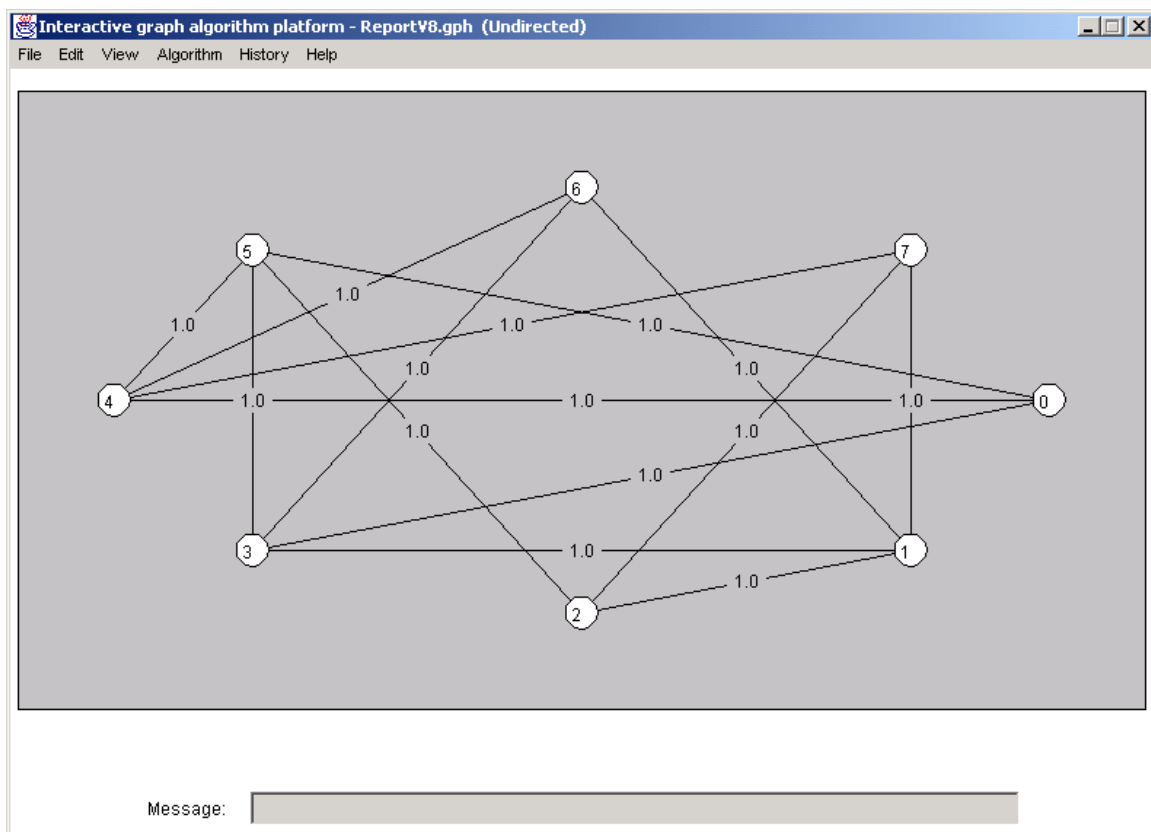 Interactive graph algorithm platform - ReportV8.gph (Undirected)
File Edit View Algorithm History Help
6
5
7
1.0
1.0 1.0 1.0
1.0 1.0
4 1.0 1.0 1.0 0
1.0 1.0
1.0
3 1.0 1
1.0
2
Message: